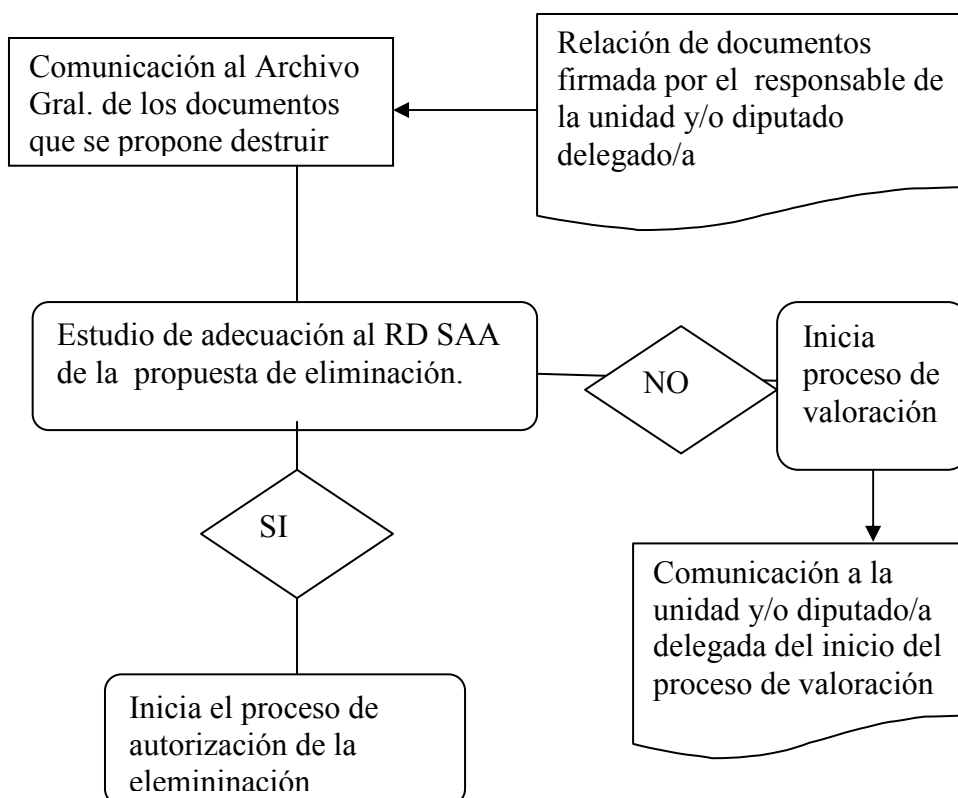 Comunicación al Archivo
Gral. de los documentos
que se propone destruir
Relación de documentos
firmada por el responsable de
la unidad y/o diputado
delegado/a
Estudio de adecuación al RD SAA
de la propuesta de eliminación.
NO
Inicia
proceso de
valoración
SI
Comunicación a la
unidad y/o diputado/a
delegada del inicio del
proceso de valoración
Inicia el proceso de
autorización de la
elemininación